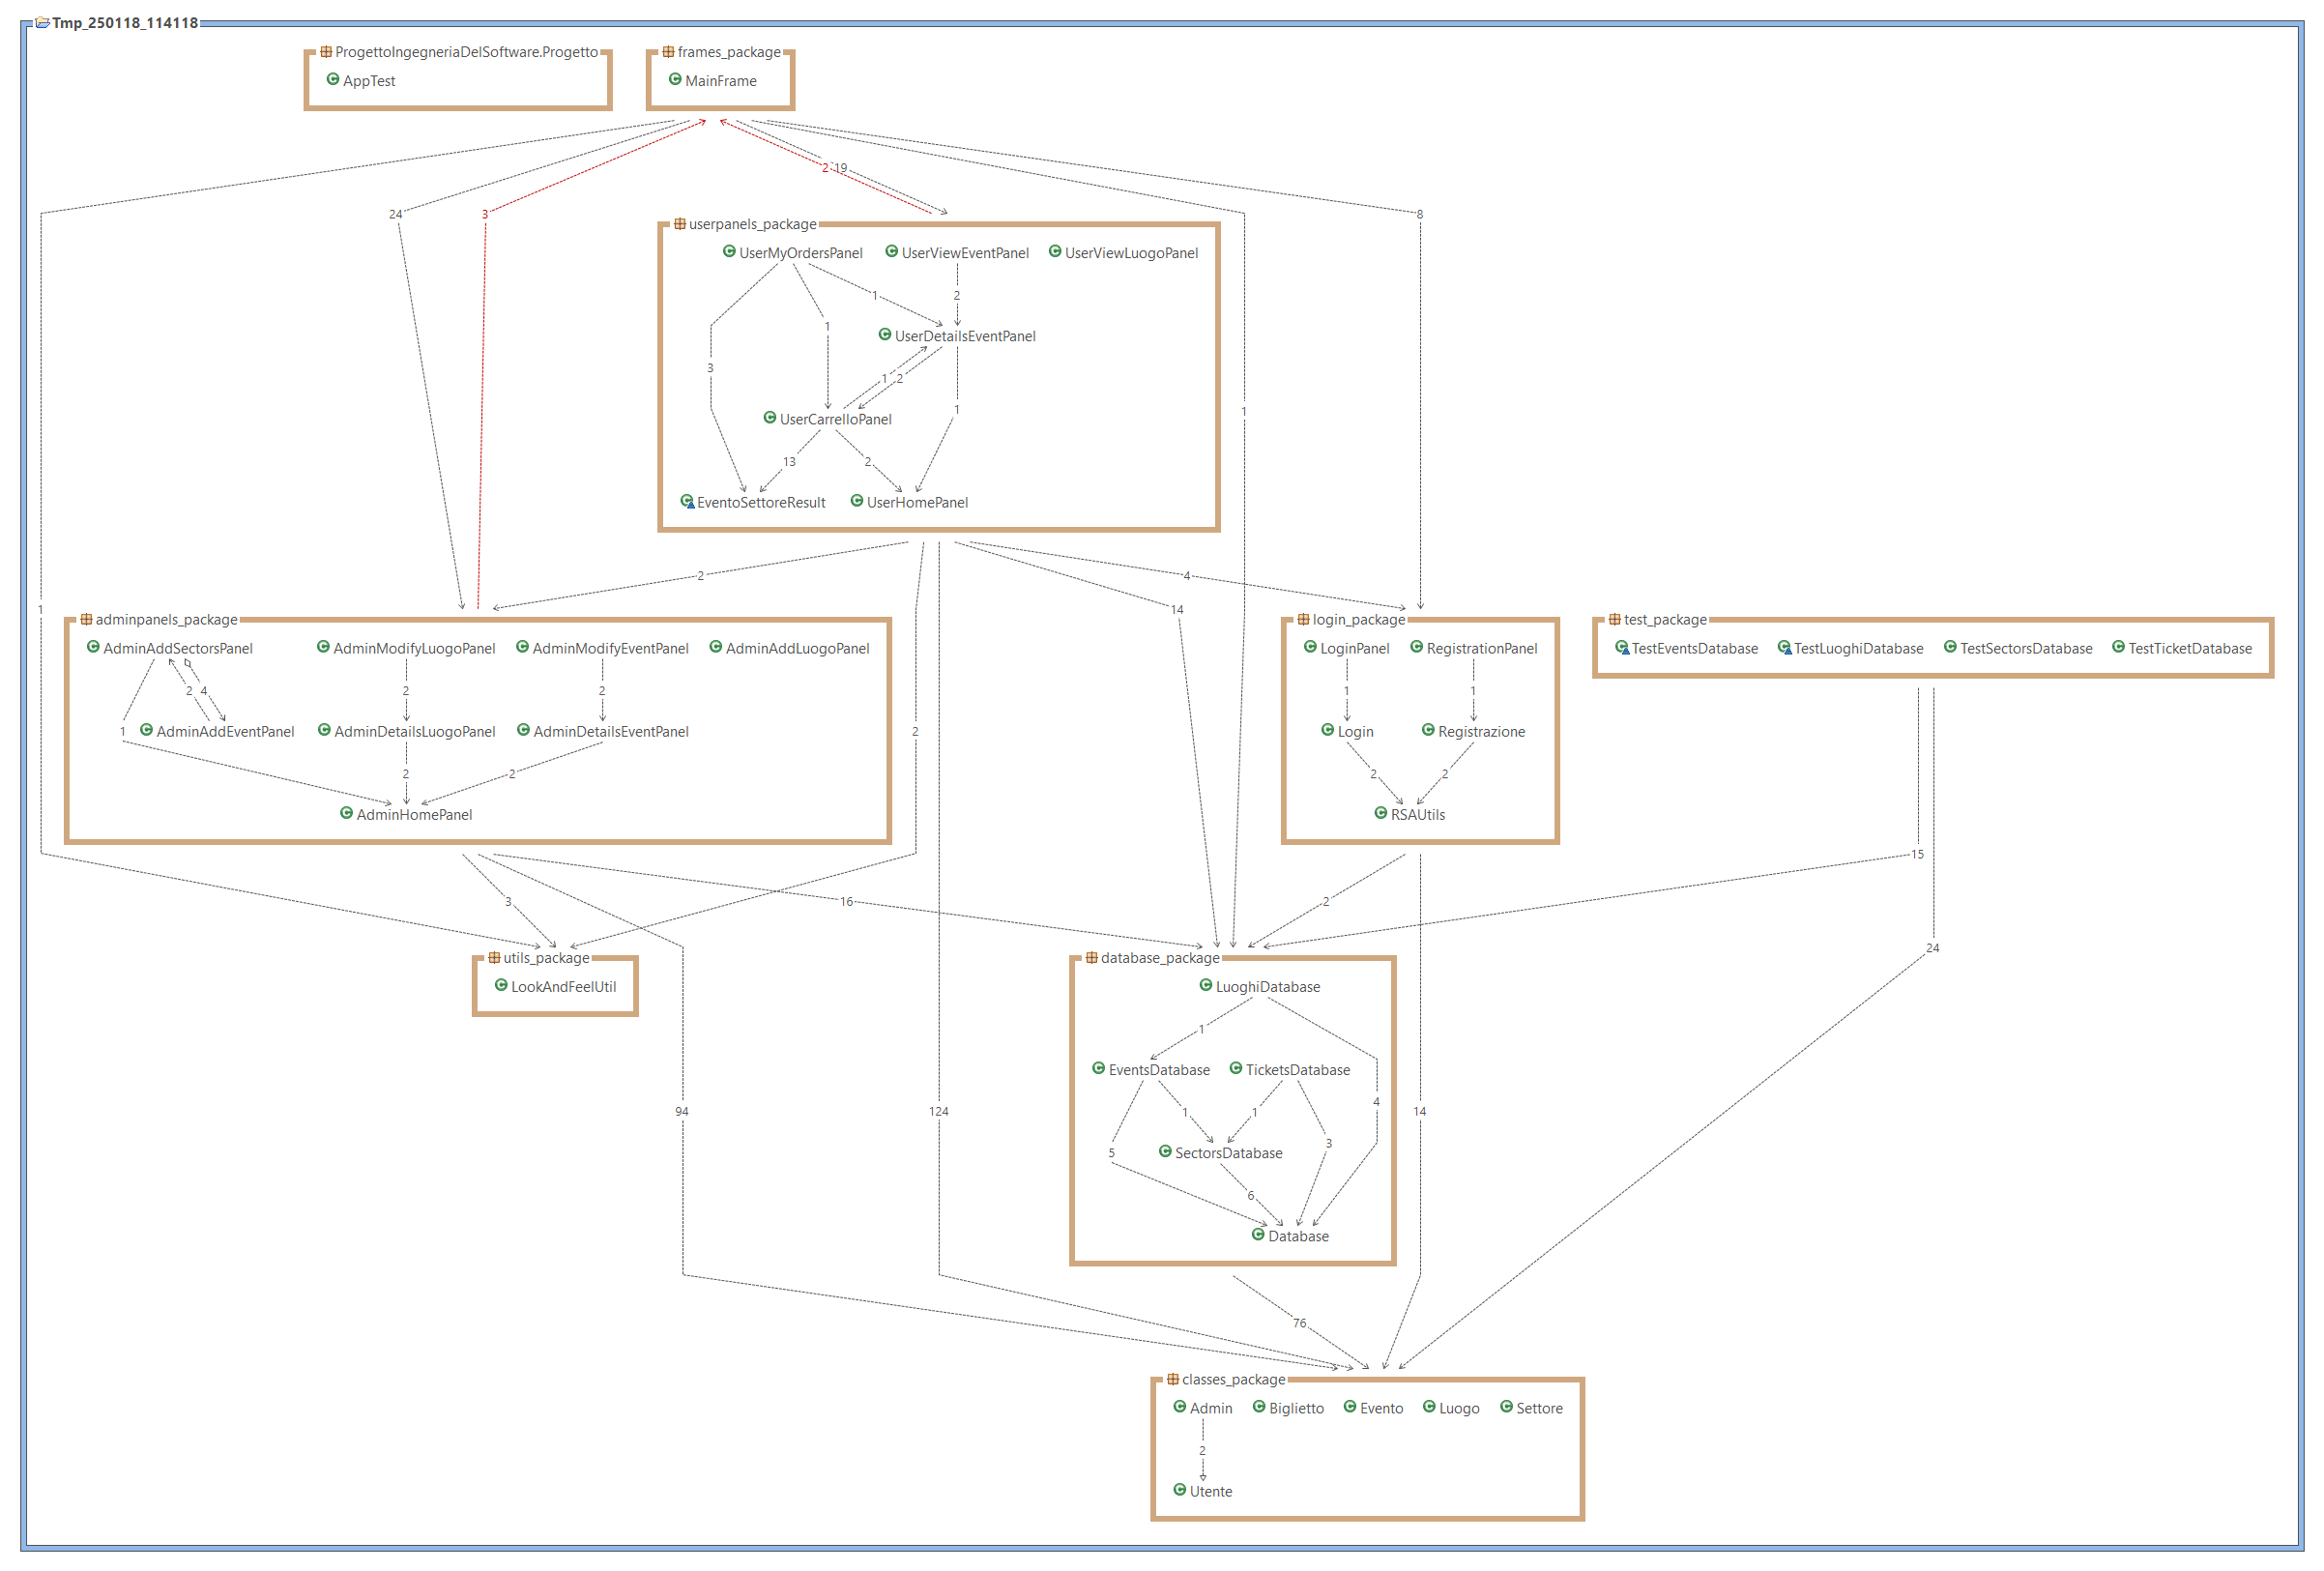 Tmp_250118_114118
ProgettoIngegneriaDelSoftware.Progetto
AppTest
frames_package
MainFrame
2 19
24
3
8
userpanels_package
UserMyOrdersPanel
UserViewEventPanel
UserViewLuogoPanel
1
2
1
UserDetailsEventPanel
3
1 2
1
1
UserCarrelloPanel
13
2
EventoSettoreResult
UserHomePanel
2
4
1
14
adminpanels_package
AdminAddSectorsPanel
AdminModifyLuogoPanel
AdminModifyEventPanel
AdminAddLuogoPanel
2 4
2
2
1
AdminAddEventPanel
AdminDetailsLuogoPanel
AdminDetailsEventPanel
2
2
AdminHomePanel
2
login_package
LoginPanel
RegistrationPanel
1
1
Login
Registrazione
2
2
RSAUtils
test_package
TestEventsDatabase
TestLuoghiDatabase
TestSectorsDatabase
TestTicketDatabase
15
3
16
2
24
utils_package
LookAndFeelUtil
database_package
LuoghiDatabase
1
EventsDatabase
TicketsDatabase
4
1
1
3
5
SectorsDatabase
6
Database
94
124
14
76
classes_package
Admin
Biglietto
Evento
Luogo
Settore
2
Utente